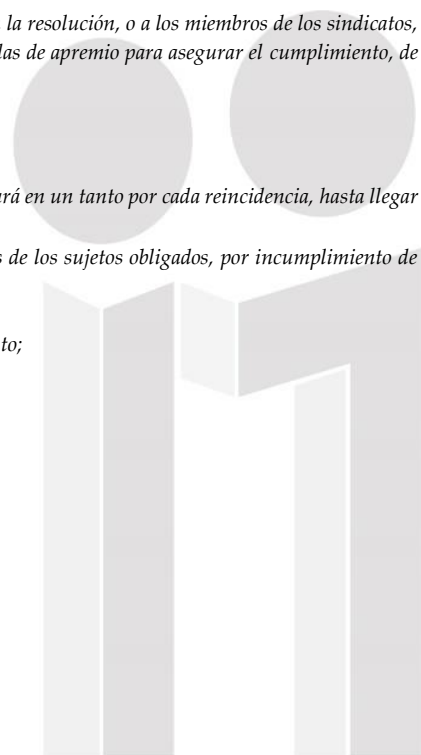 la resolución, o a los miembros de los sindicatos,
las de apremio para asegurar el cumplimiento, de
ará en un tanto por cada reincidencia, hasta llegar
s de los sujetos obligados, por incumplimiento de
to;